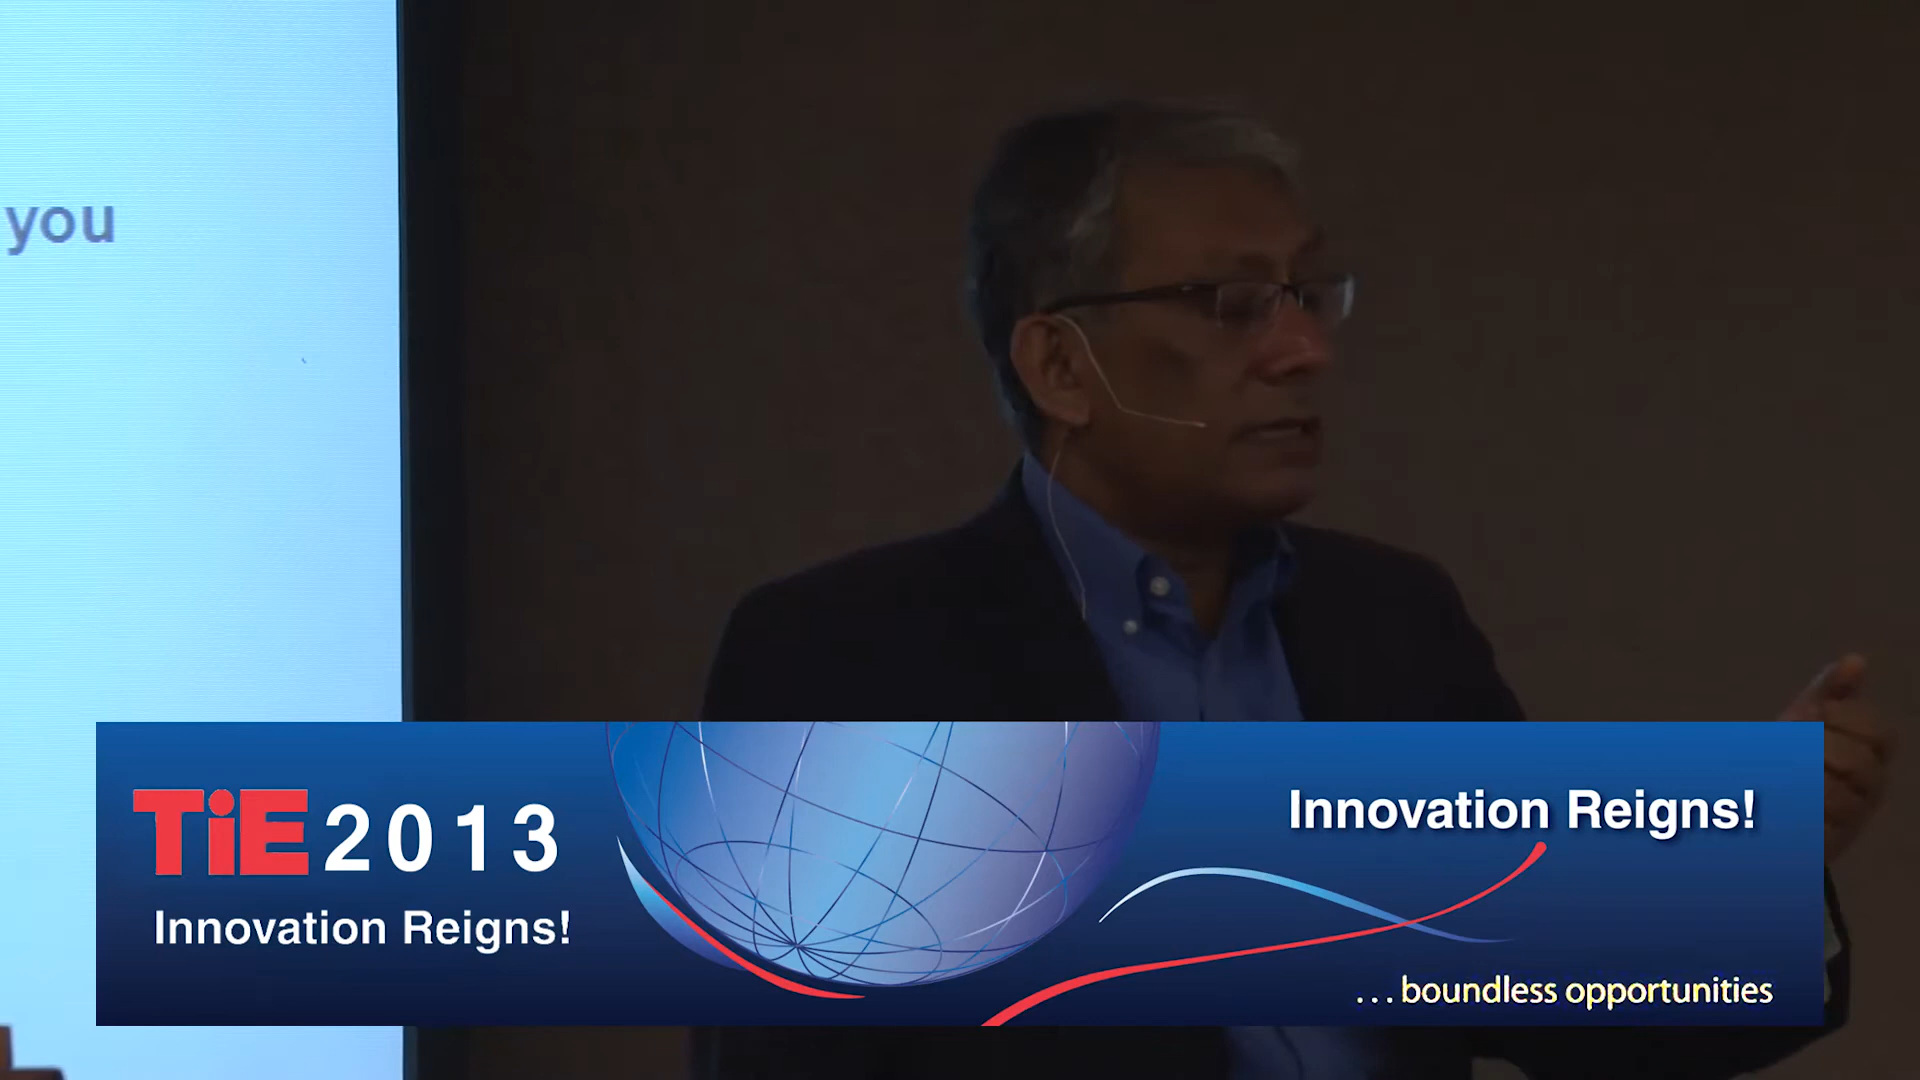 you
TiE 2013
Innovation Reigns!
Innovation Reigns!
...boundless opportunities